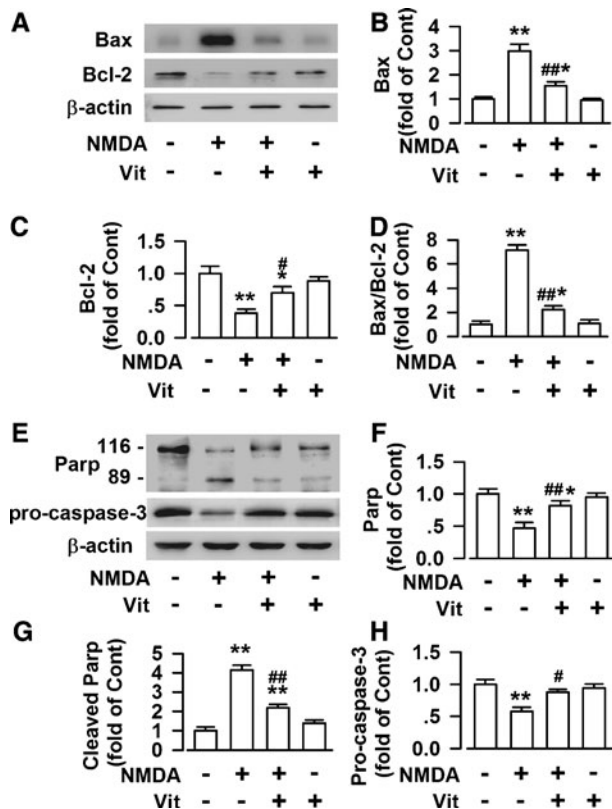 A
Bax
Bcl-2
β-actin
NMDA - + + -
Vit - - + +
B
Bax
(fold of Cont)
4
3
2
1
0
**
##*
NMDA - + + -
Vit - - + +
C
Bcl-2
(fold of Cont)
1.5
1.0
.5
0.0
**
#
*
NMDA - + + -
Vit - - + +
D
Bax/Bcl-2
(fold of Cont)
8
6
4
2
0
**
##*
NMDA - + + -
Vit - - + +
E
116 -
Parp
89 -
pro-caspase-3
β-actin
NMDA - + + -
Vit - - + +
F
Parp
(fold of Cont)
1.5
1.0
.5
0.0
**
##*
NMDA - + + -
Vit - - + +
G
Cleaved Parp
(fold of Cont)
5
4
3
2
1
0
**
##
**
NMDA - + + -
Vit - - + +
H
Pro-caspase-3
(fold of Cont)
1.5
1.0
.5
0.0
**
#
NMDA - + + -
Vit - - + +